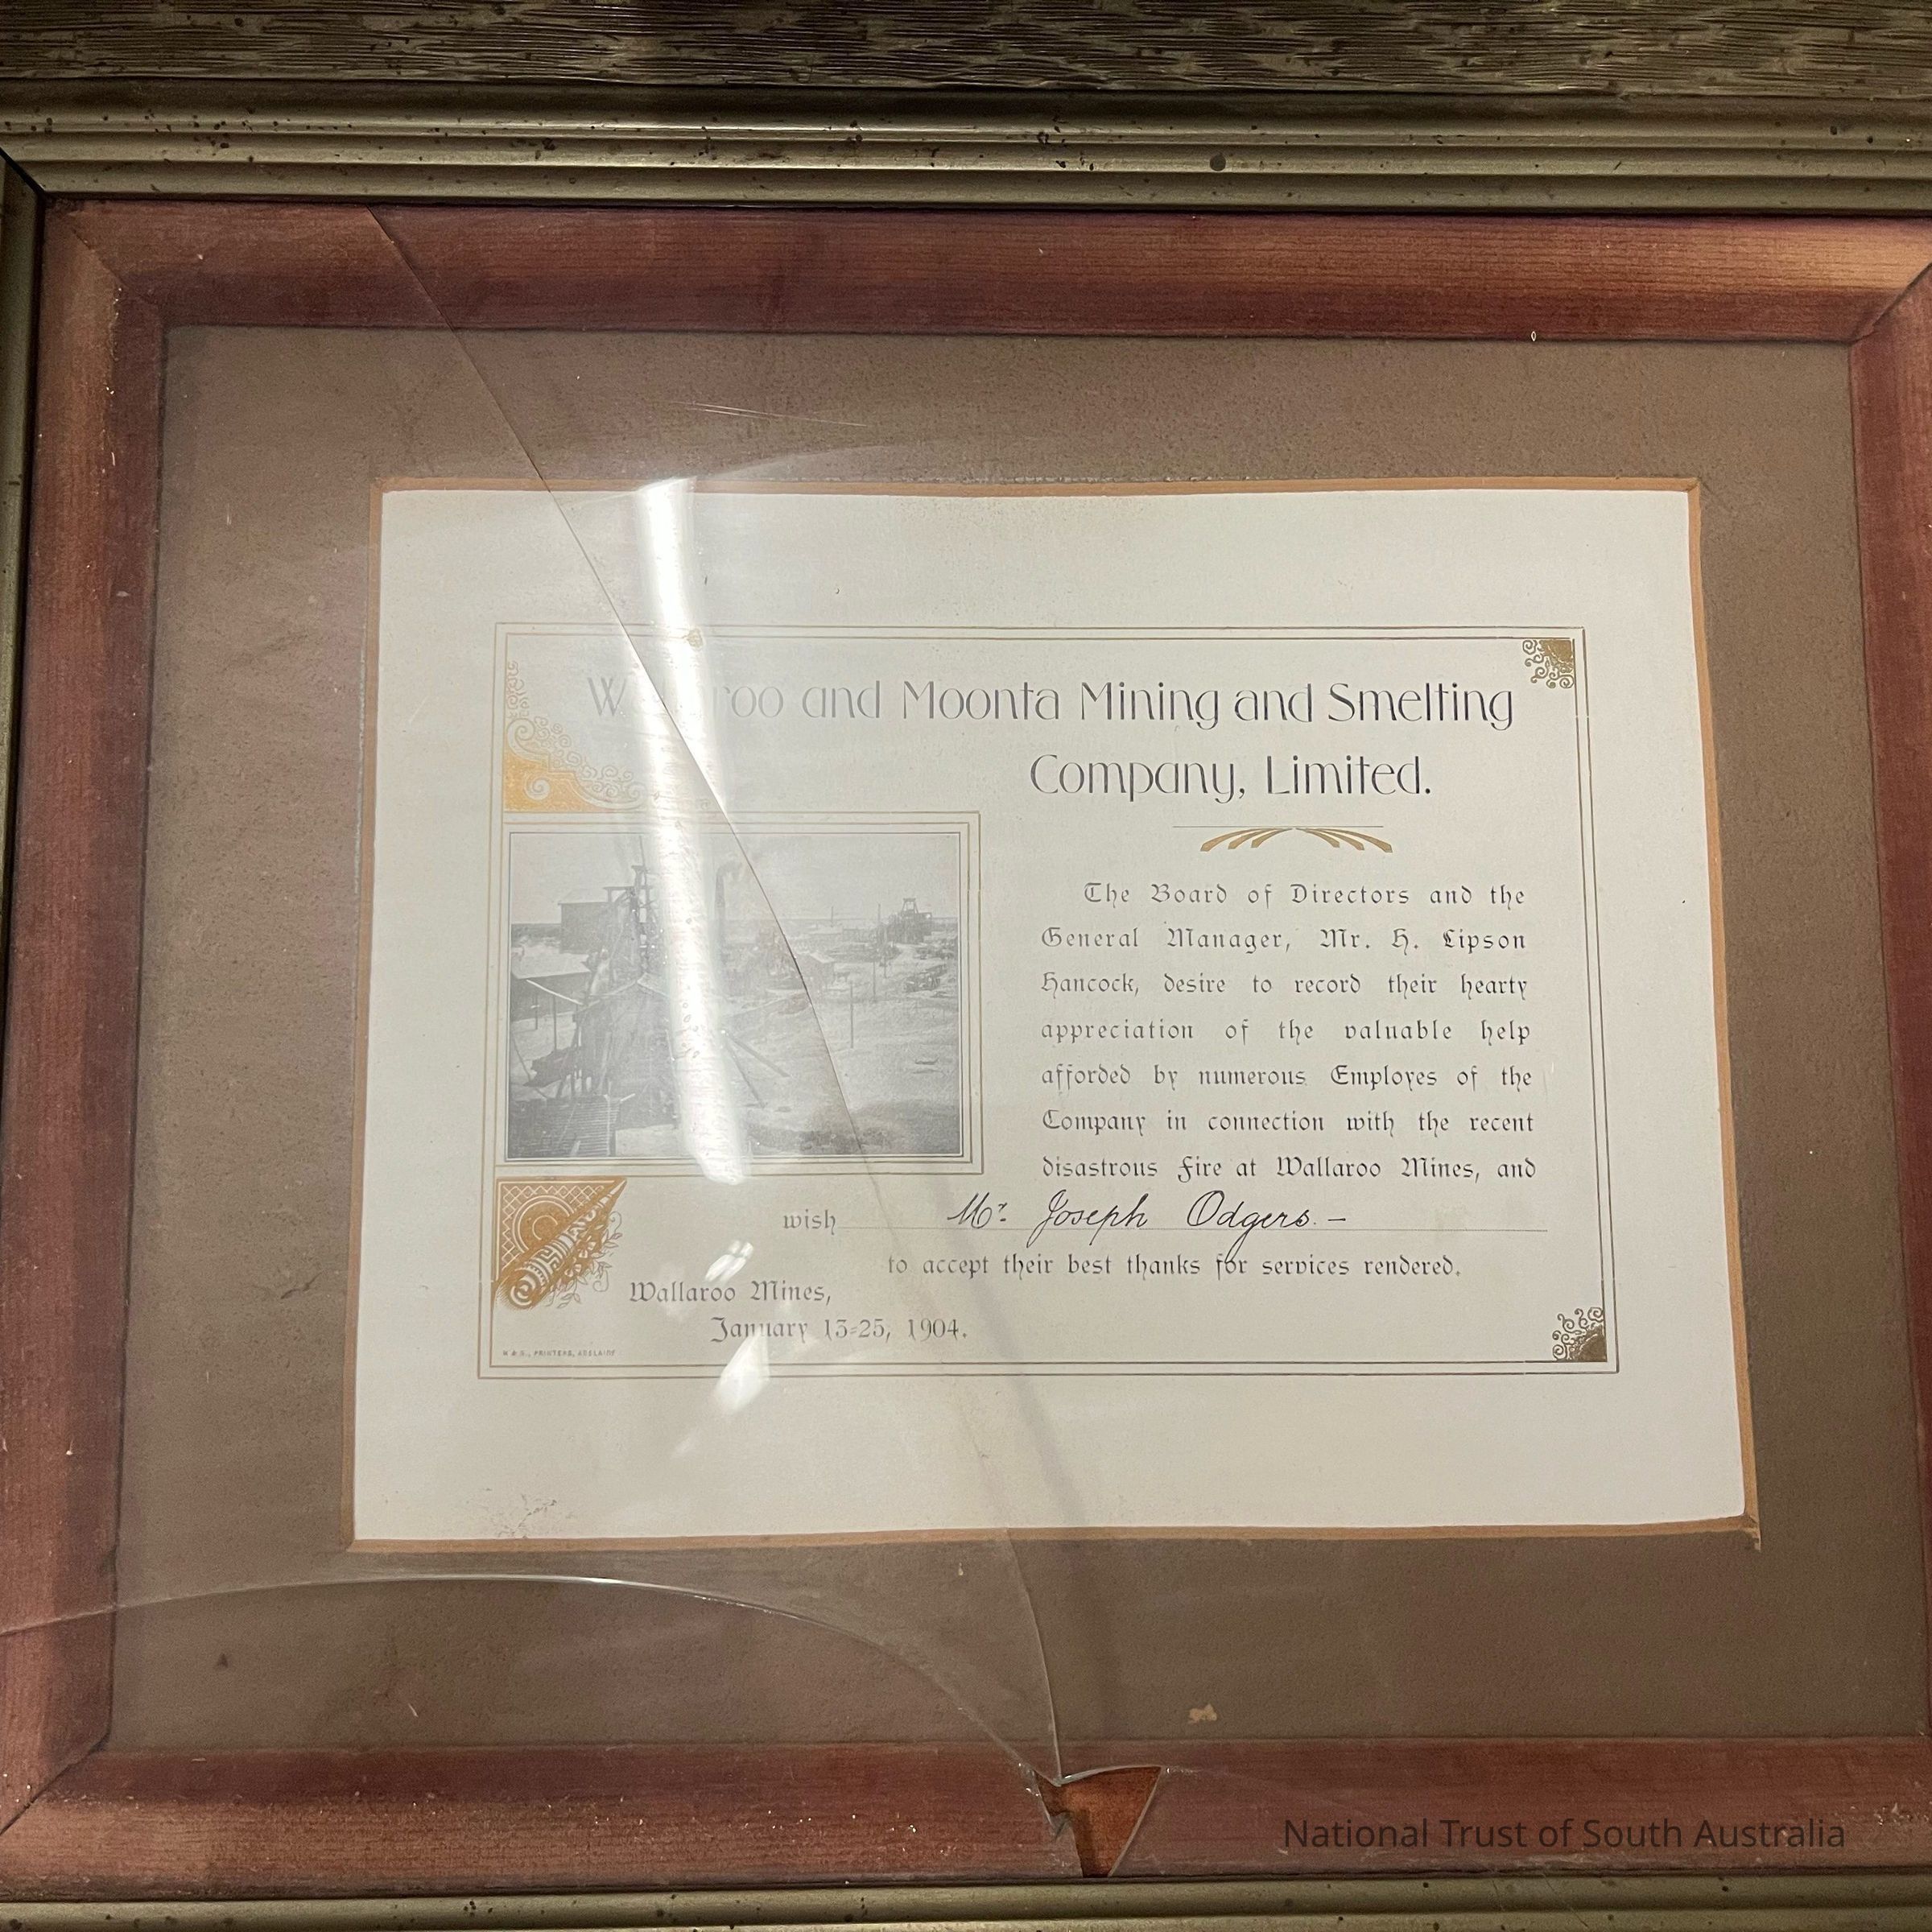 Wallaroo and Moonta Mining and Smelting
Company, Limited.
The Board of Directors and the
General Manager, Mr. H. Lipson
Hancock, desire to record their hearty
appreciation of the valuable help
afforded by numerous Employes of the
Company in connection with the recent
disastrous Fire at Wallaroo Mines, and
wish Mr. Joseph Odgers. –
to accept their best thanks for services rendered.
Wallaroo Mines,
January 13-25, 1904.
PRINTERS, ADELAIDE
National Trust of South Australia